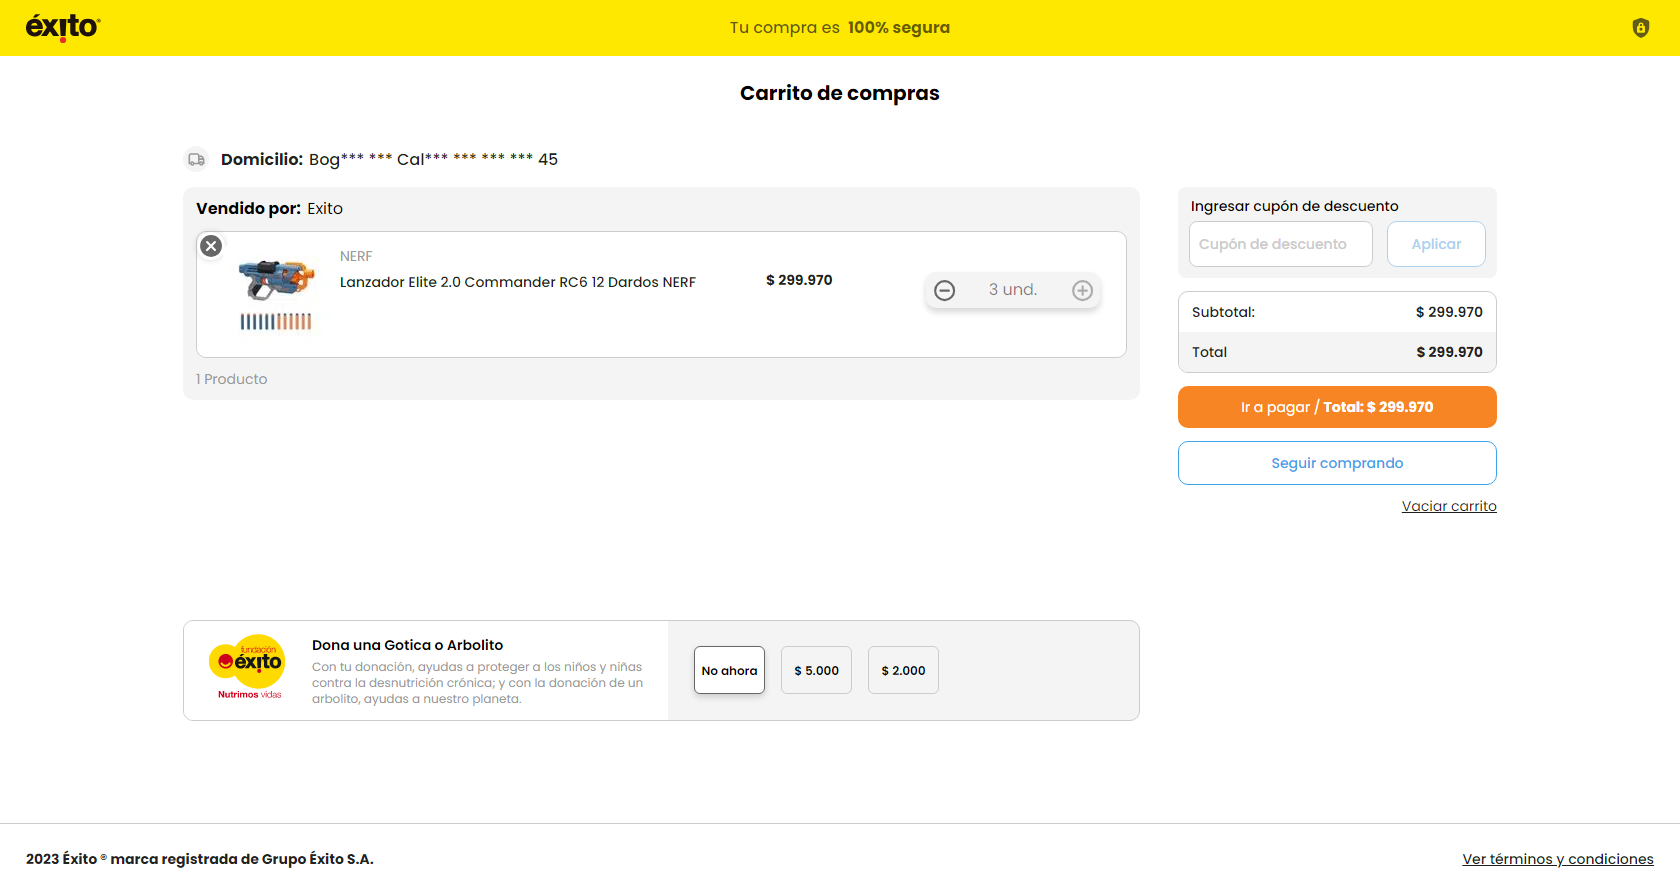 éxito®
Tu compra es 100% segura
Carrito de compras
Domicilio: Bog*** *** Cal*** *** *** *** 45
Vendido por: Exito
NERF
Lanzador Elite 2.0 Commander RC6 12 Dardos NERF
$ 299.970
3 und.
1 Producto
Ingresar cupón de descuento
Cupón de descuento
Aplicar
Subtotal: $ 299.970
Total $ 299.970
Ir a pagar / Total: $ 299.970
Seguir comprando
Vaciar carrito
fundación
éxito
Nutrimos vidas
Dona una Gotica o Arbolito
Con tu donación, ayudas a proteger a los niños y niñas
contra la desnutrición crónica; y con la donación de un
arbolito, ayudas a nuestro planeta.
No ahora
$ 5.000
$ 2.000
2023 Éxito ® marca registrada de Grupo Éxito S.A.
Ver términos y condiciones